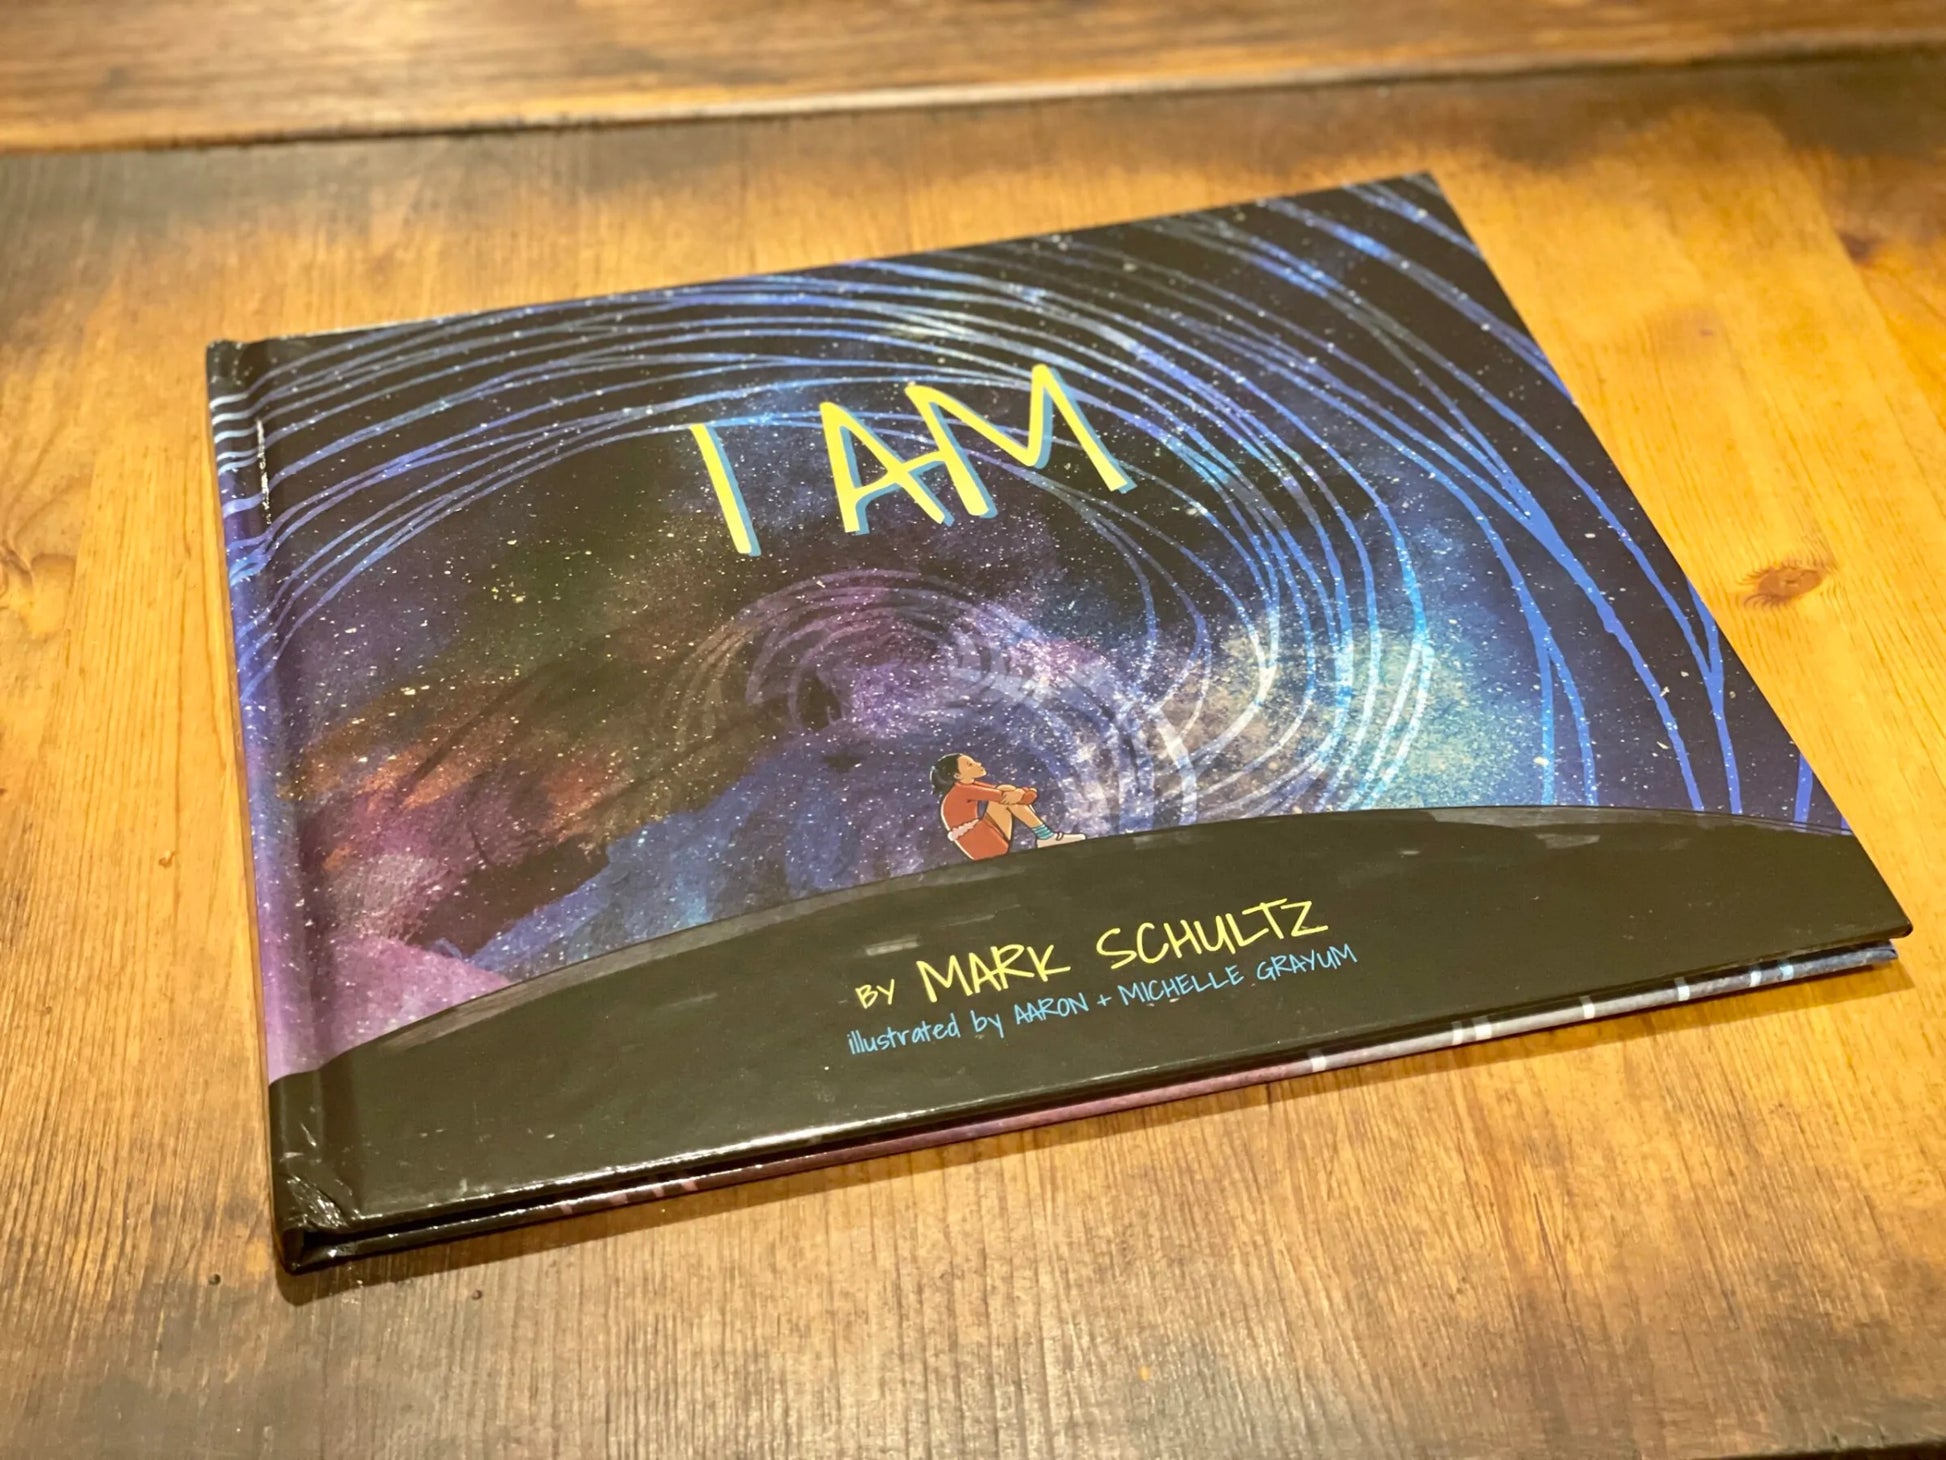 I AM
BY MARK SCHULTZ
illustrated by AARON + MICHELLE GRAYUM